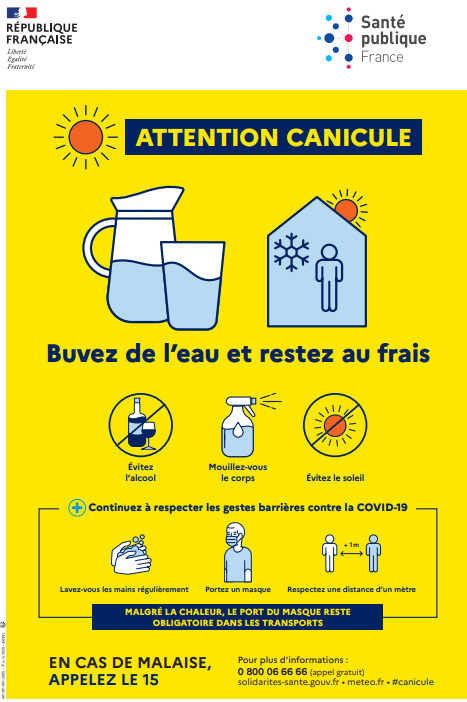 RÉPUBLIQUE
FRANÇAISE
Liberté
Égalité
Fraternité
Santé
publique
France
ATTENTION CANICULE
Buvez de l'eau et restez au frais
Évitez
l'alcool
Mouillez-vous
le corps
Évitez le soleil
Continuez à respecter les gestes barrières contre la COVID-19
+ 1 m
Lavez-vous les mains régulièrement
Portez un masque
Respectez une distance d'un mètre
MALGRÉ LA CHALEUR, LE PORT DU MASQUE RESTE
OBLIGATOIRE DANS LES TRANSPORTS
EN CAS DE MALAISE,
APPELEZ LE 15
Pour plus d'informations :
0 800 06 66 66 (appel gratuit)
solidarites-sante.gouv.fr • meteo.fr • #canicule